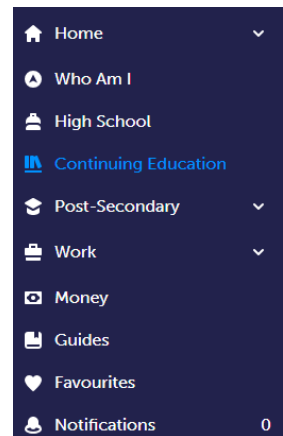 Home
Who Am I
High School
Continuing Education
Post-Secondary
Work
Money
Guides
Favourites
Notifications 0